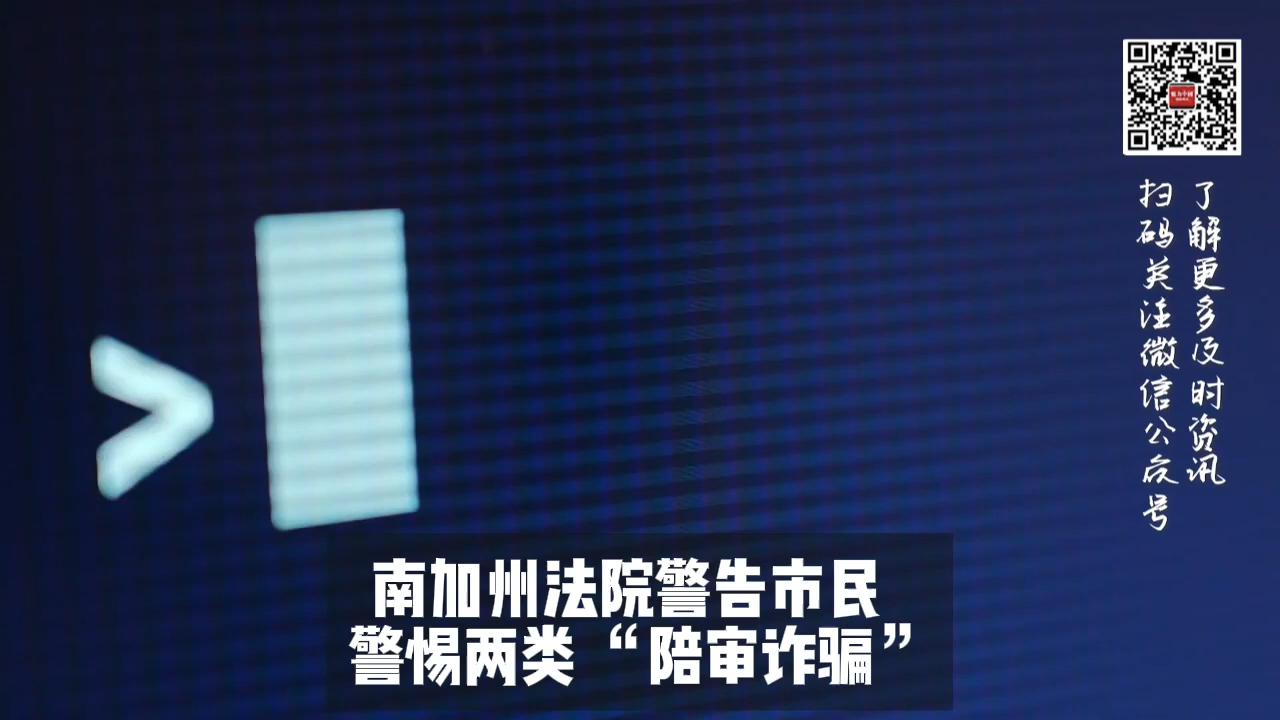 >
了解更多及时资讯
扫码关注微信公众号
南加州法院警告市民
警惕两类“陪审诈骗”